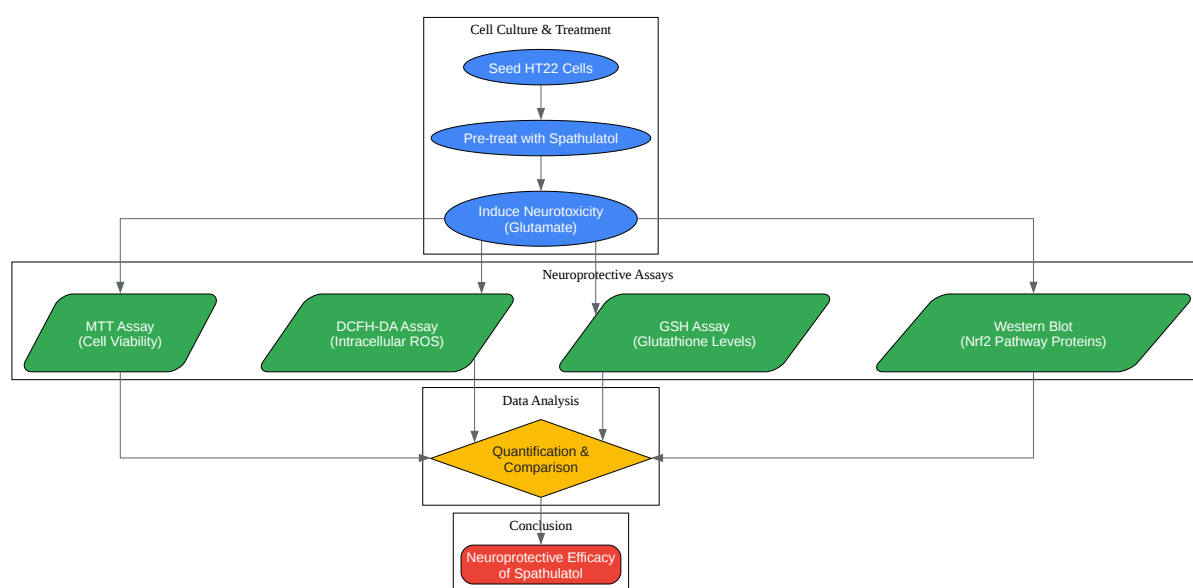 Cell Culture & Treatment
Seed HT22 Cells
Pre-treat with Spathulatol
Induce Neurotoxicity
(Glutamate)
Neuroprotective Assays
MTT Assay
(Cell Viability)
DCFH-DA Assay
(Intracellular ROS)
GSH Assay
(Glutathione Levels)
Western Blot
(Nrf2 Pathway Proteins)
Data Analysis
Quantification &
Comparison
Conclusion
Neuroprotective Efficacy
of Spathulatol